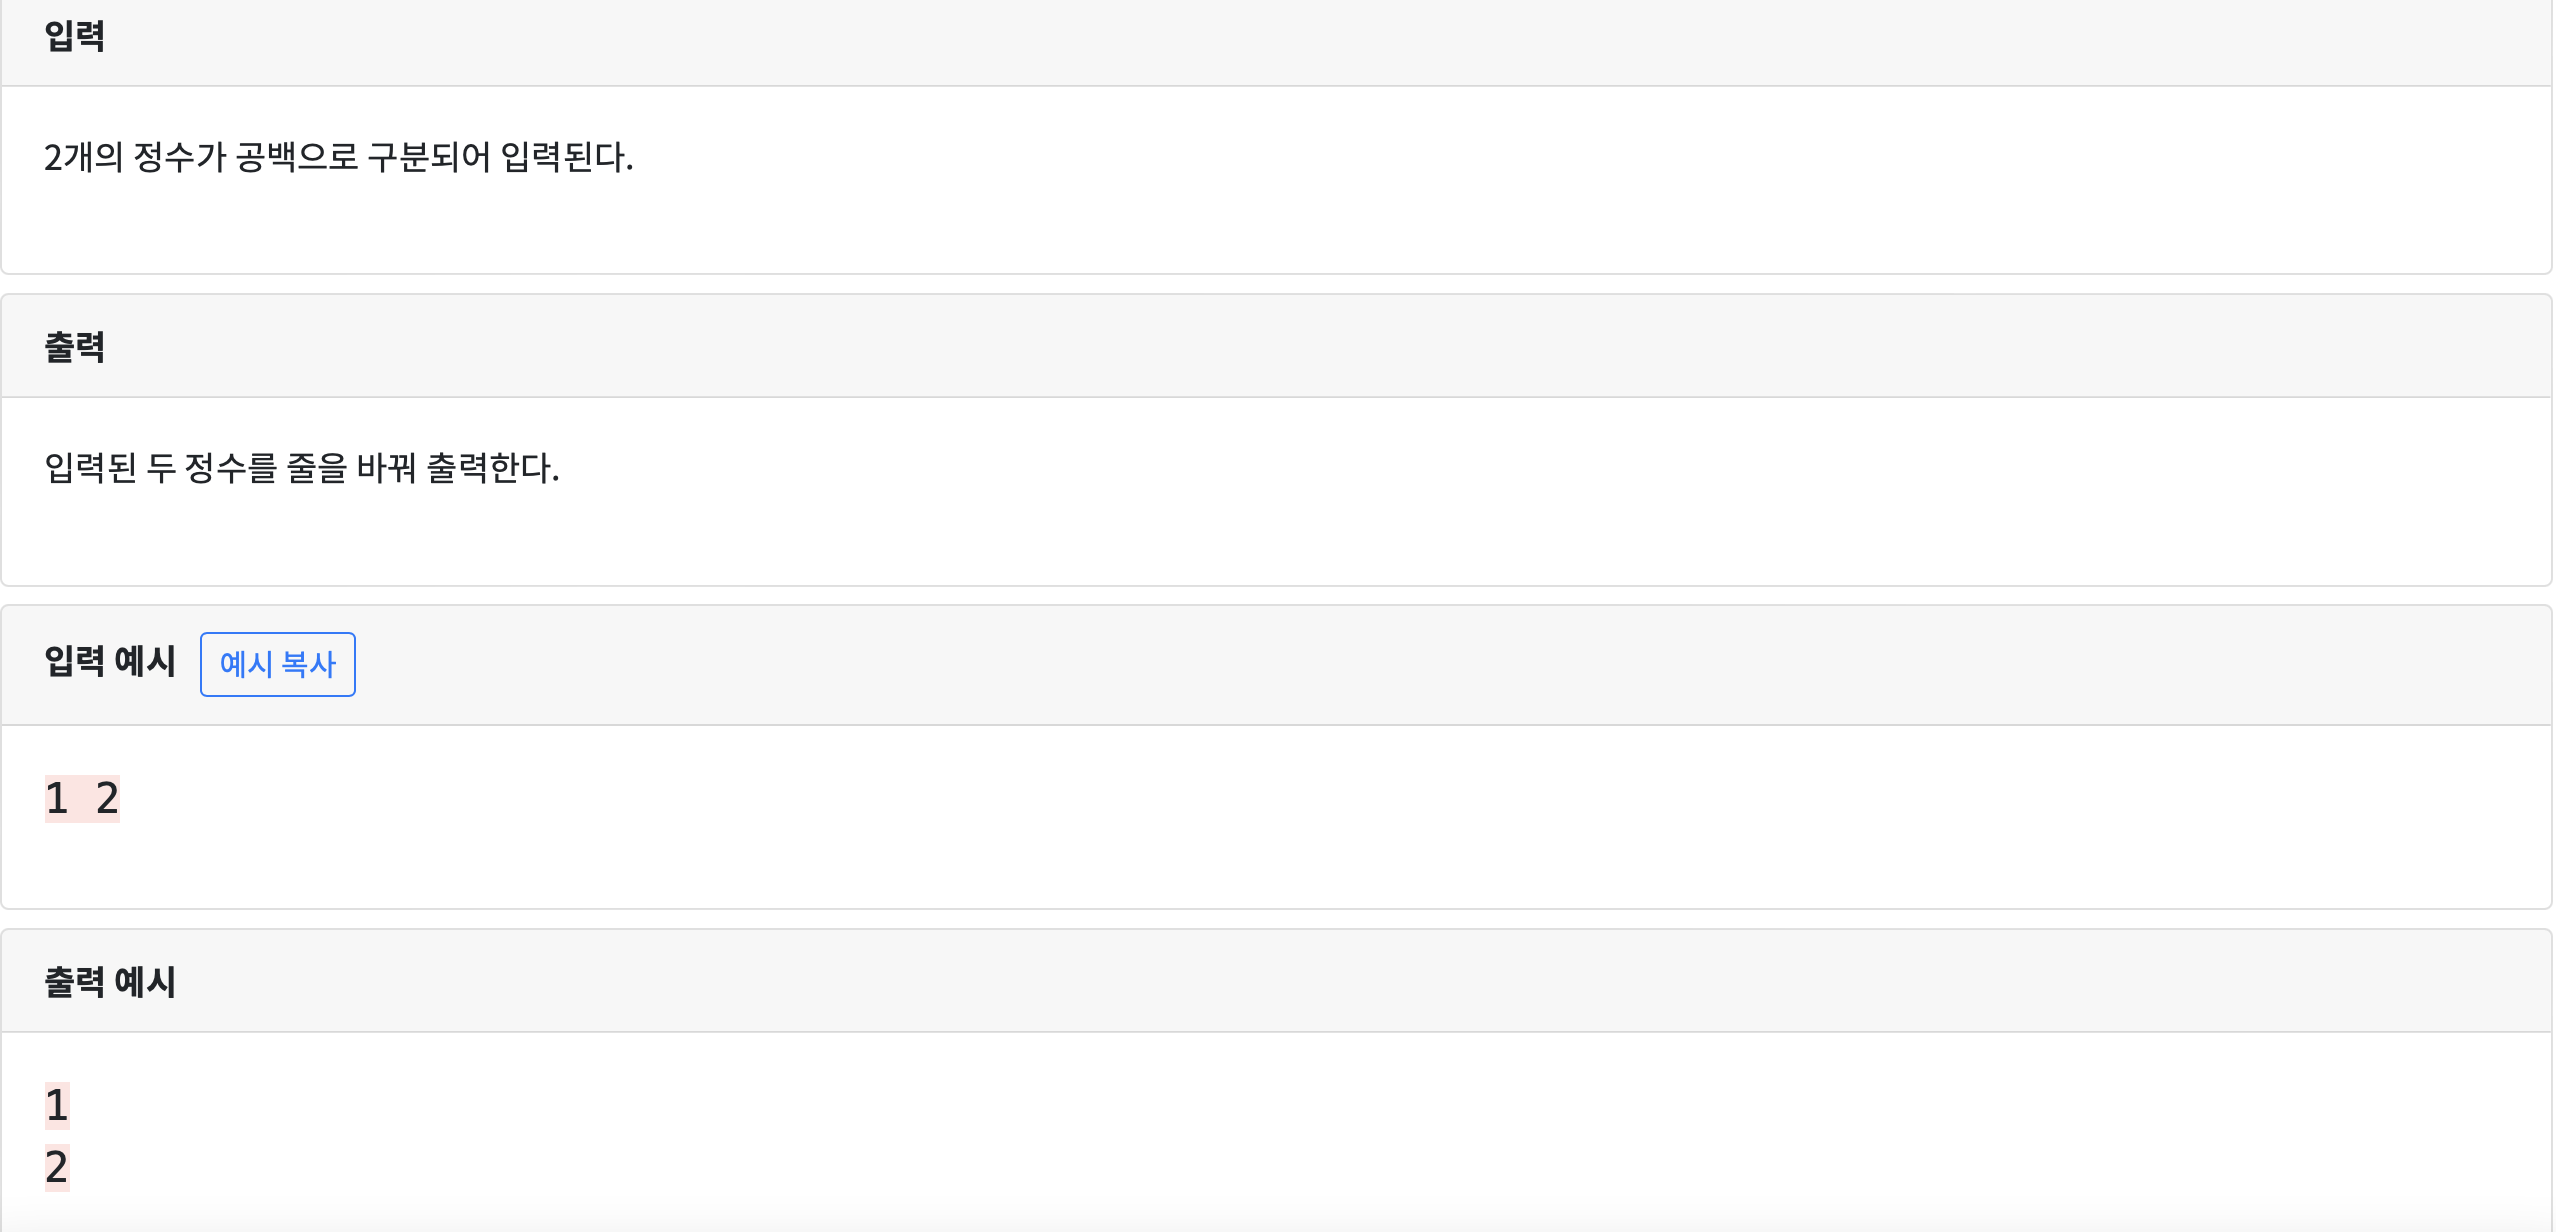 입력
2개의 정수가 공백으로 구분되어 입력된다.
출력
입력된 두 정수를 줄을 바꿔 출력한다.
입력 예시 예시 복사
1 2
출력 예시
1
2